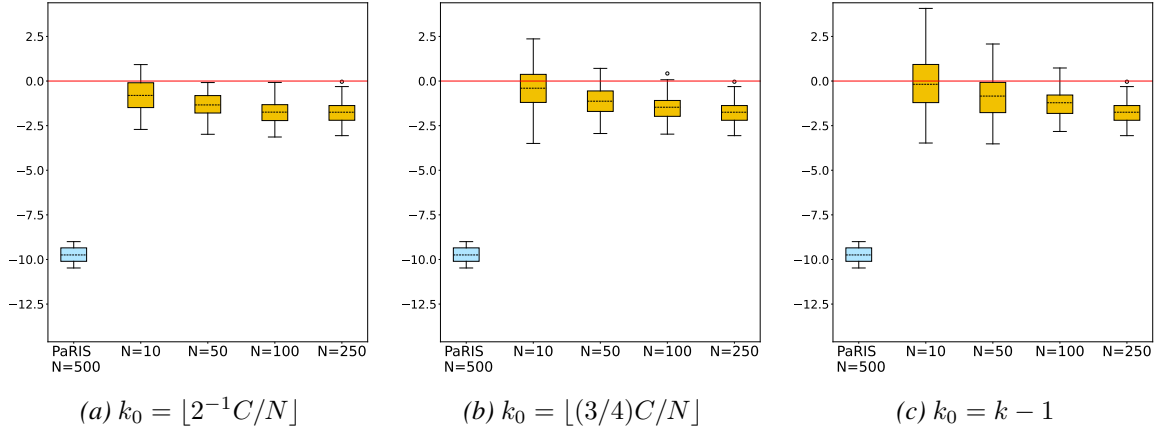 2.5
0.0
−2.5
−5.0
−7.5
−10.0
−12.5
PaRIS
N=500
N=10
N=50
N=100
N=250
(a) k₀ = ⌊2⁻¹C/N⌋
2.5
0.0
−2.5
−5.0
−7.5
−10.0
−12.5
PaRIS
N=500
N=10
N=50
N=100
N=250
(b) k₀ = ⌊(3/4)C/N⌋
2.5
0.0
−2.5
−5.0
−7.5
−10.0
−12.5
PaRIS
N=500
N=10
N=50
N=100
N=250
(c) k₀ = k − 1